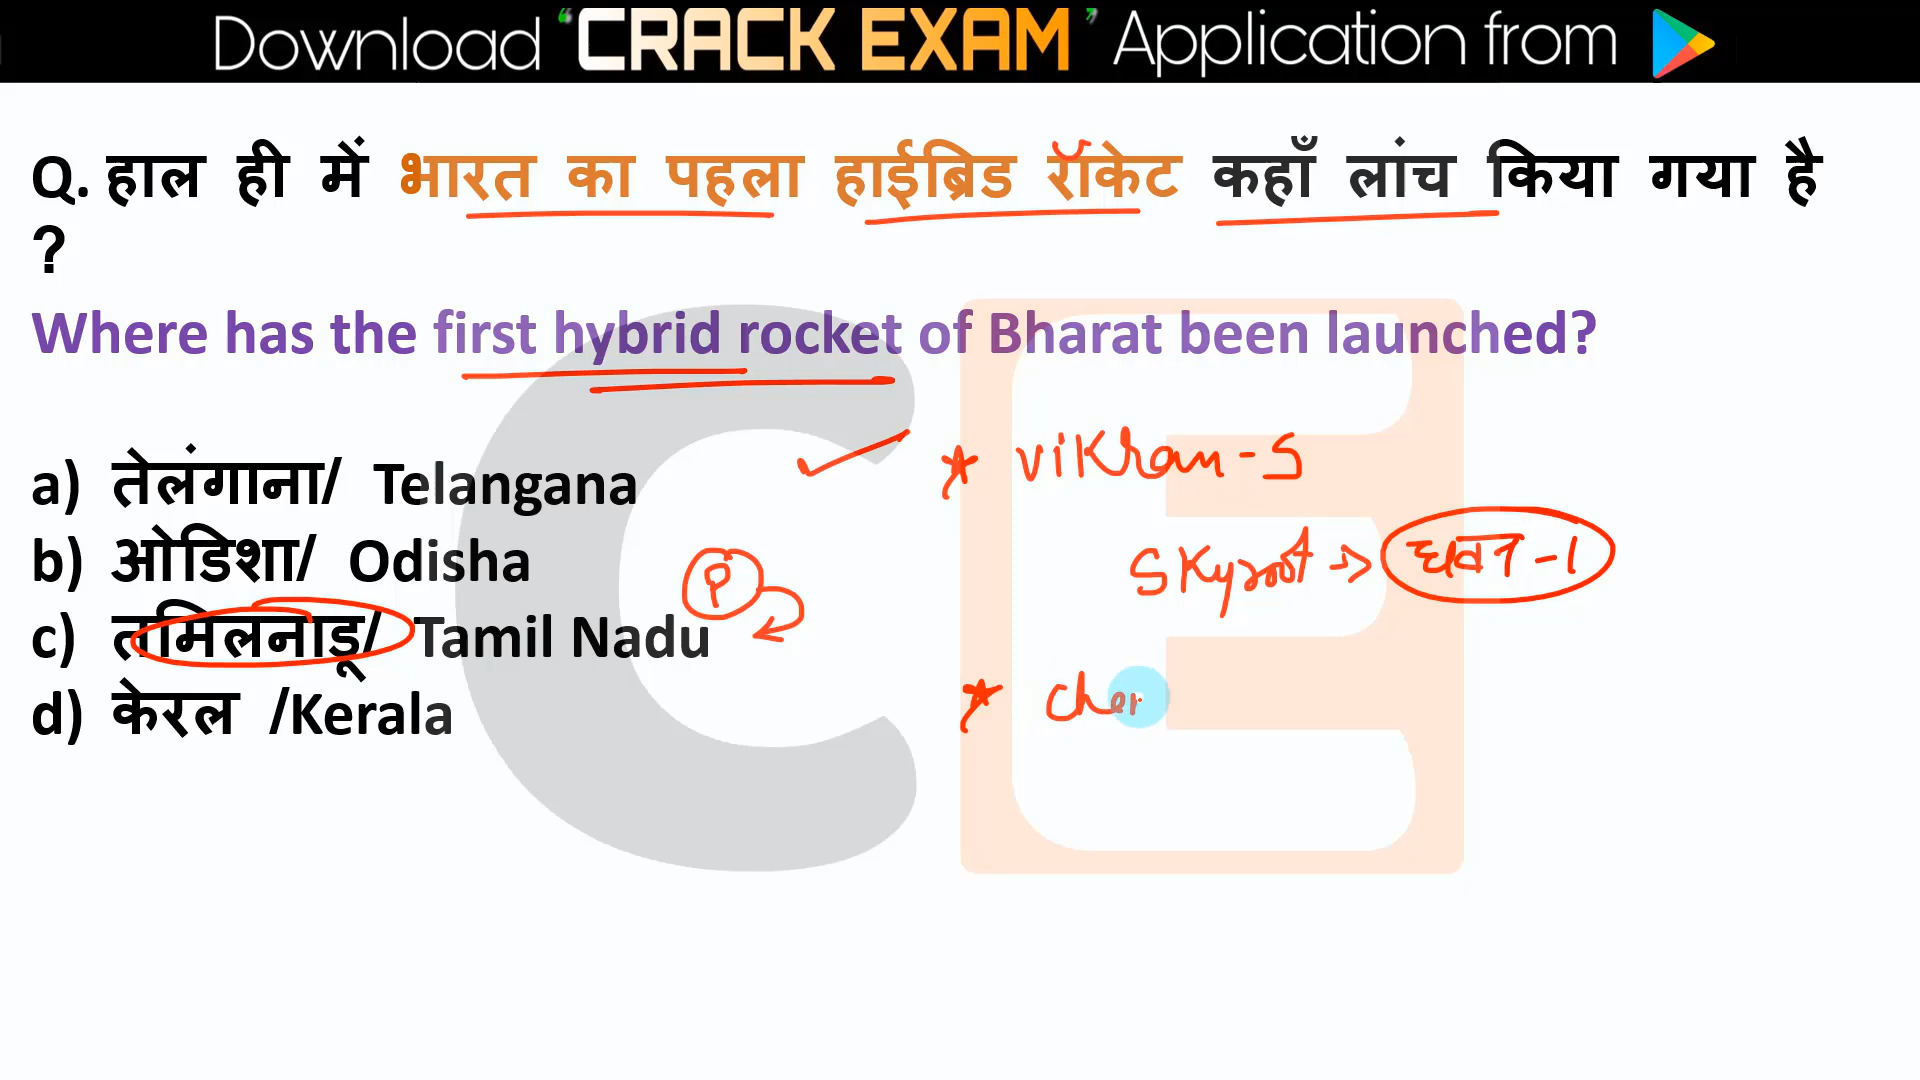 Download ‘CRACK EXAM’ Application from
Q. हाल ही में भारत का पहला हाईब्रिड रॉकेट कहाँ लांच किया गया है
?
Where has the first hybrid rocket of Bharat been launched?
a) तेलंगाना/ Telangana
b) ओडिशा/ Odisha
c) तमिलनाडू/ Tamil Nadu
d) केरल /Kerala
P
* Vikram-S
Skyroot → धवन-1
* Cher
CE